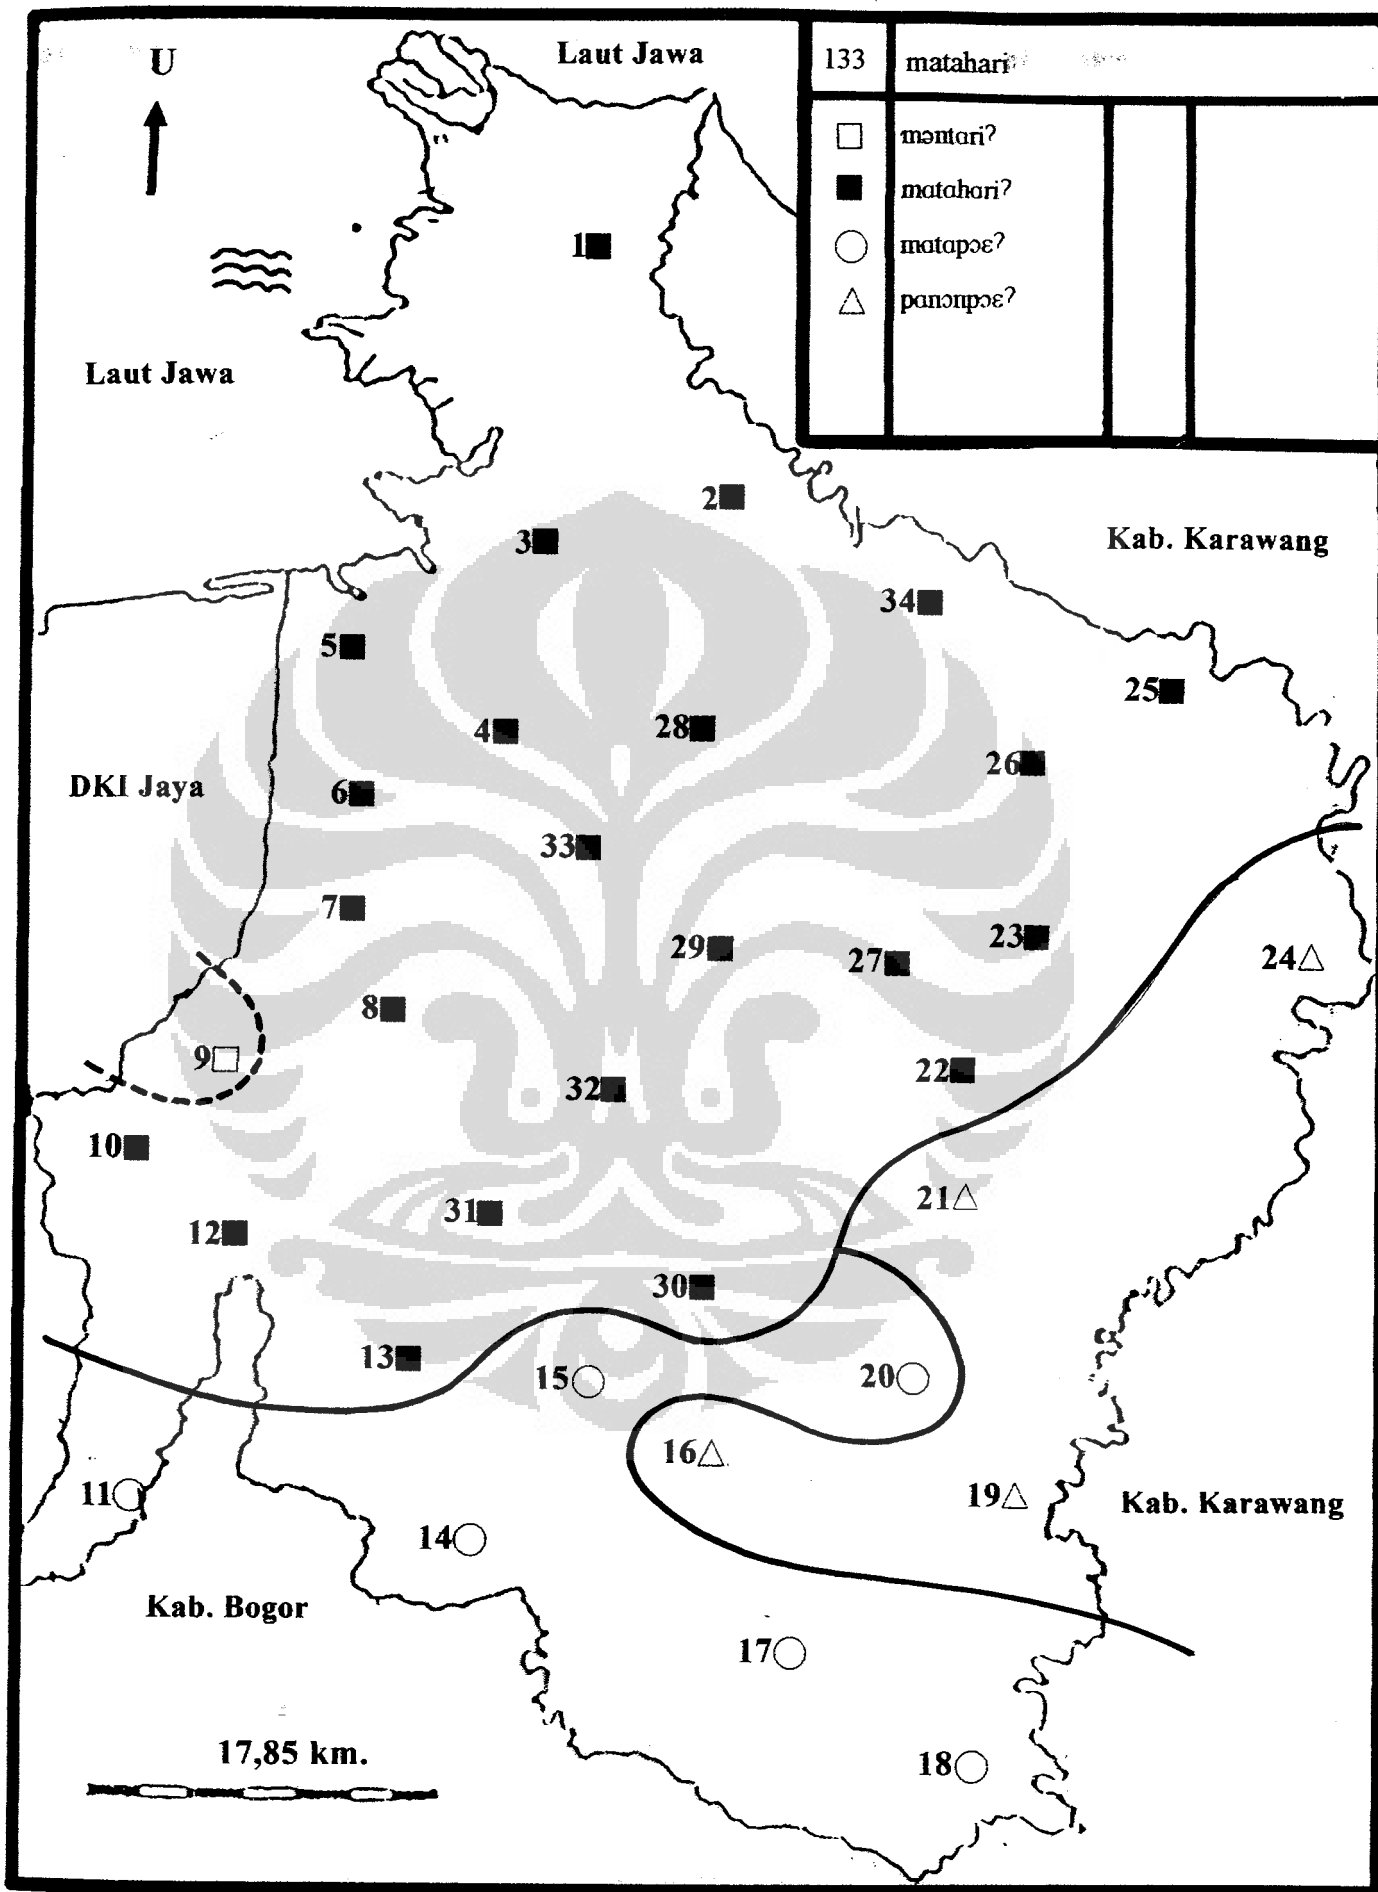 U
Laut Jawa
133 matahari
□ məntari?
■ matahari?
○ matapɔɛ?
△ panɔnpɔɛ?
1■
Laut Jawa
2■
3■
Kab. Karawang
34■
5■
25■
4■
28■
26■
DKI Jaya
6■
33■
7■
29■
27■
23■
24△
8■
9□
32■
22■
10■
21△
31■
12■
30■
13■
15○
20○
16△
11○
19△
Kab. Karawang
14○
Kab. Bogor
17○
17,85 km.
18○